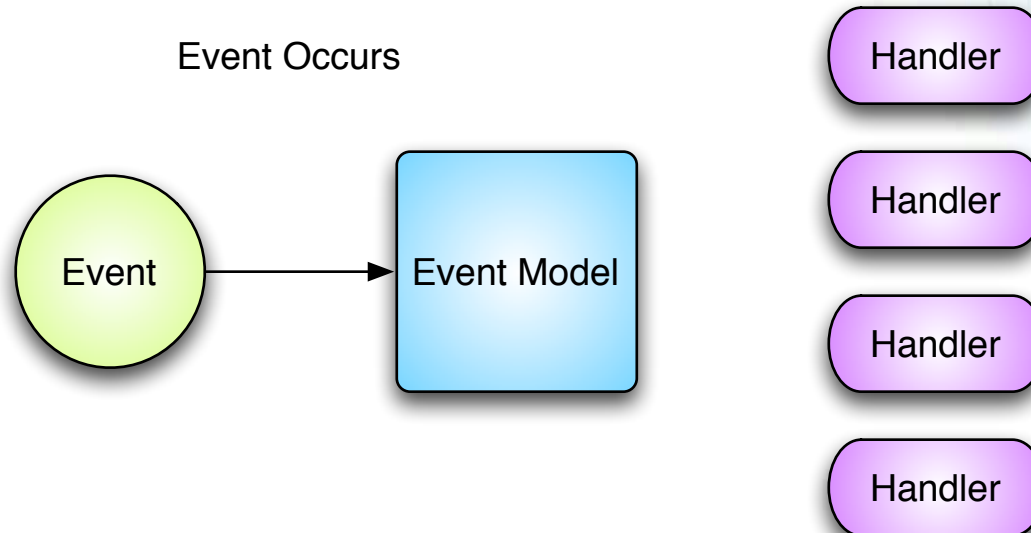 Event Occurs
Handler
Handler
Event
Event Model
Handler
Handler